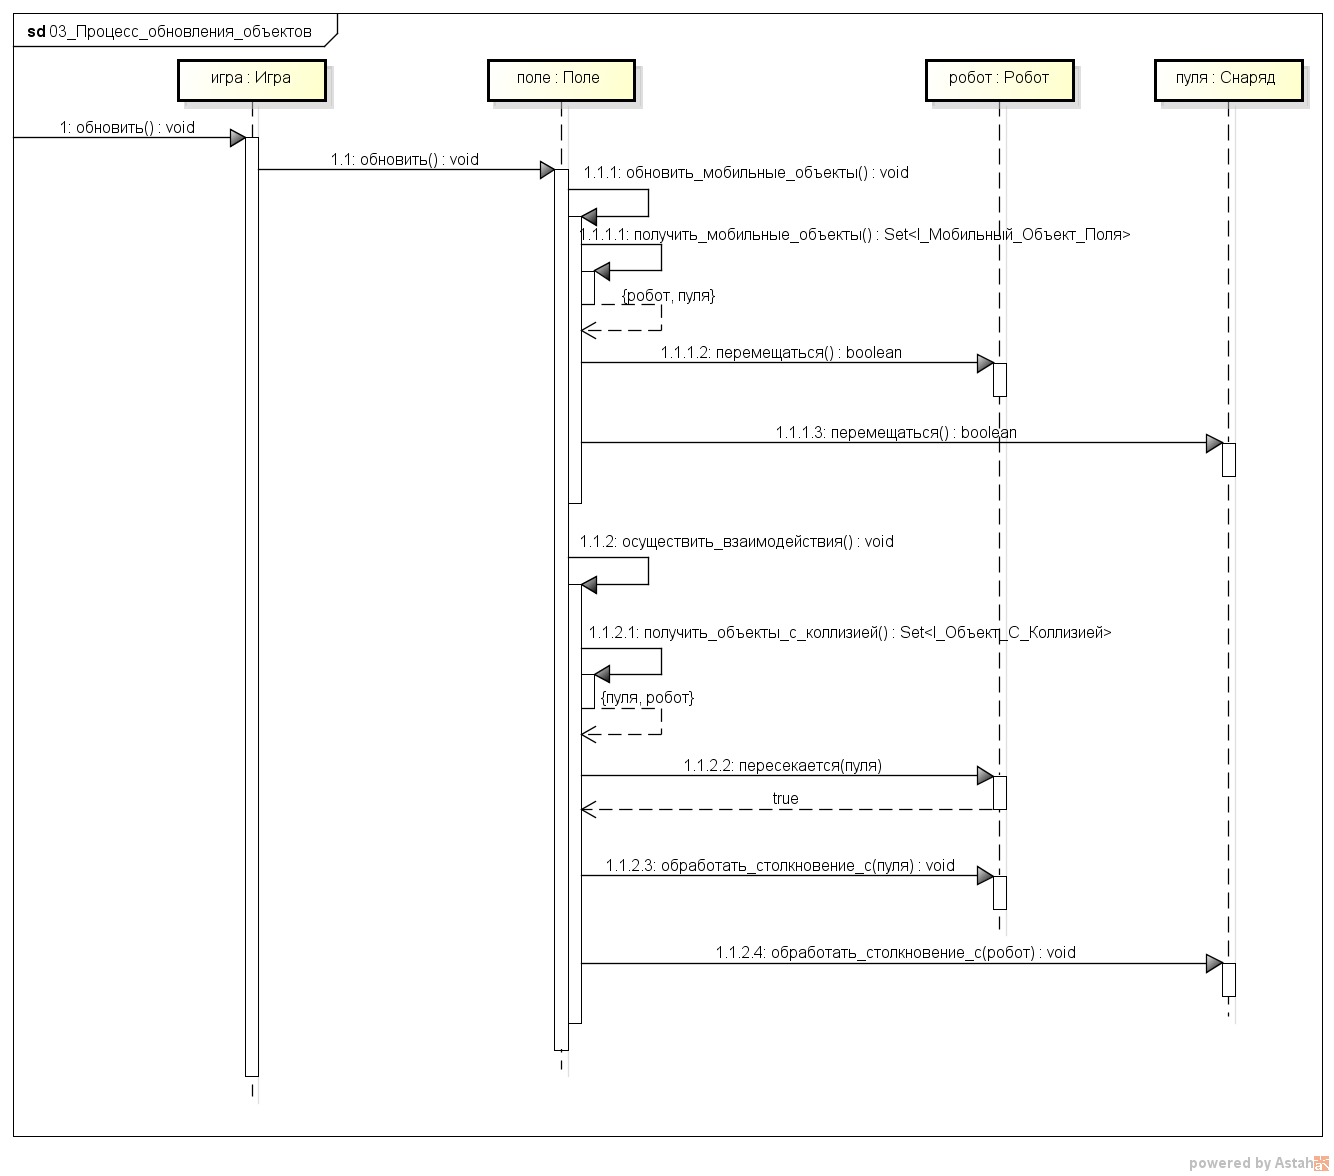 sd 03_Процесс_обновления_объектов
игра : Игра
поле : Поле
робот : Робот
пуля : Снаряд
1: обновить() : void
1.1: обновить() : void
1.1.1: обновить_мобильные_объекты() : void
1.1.1.1: получить_мобильные_объекты() : Set<I_Мобильный_Объект_Поля>
{робот, пуля}
1.1.1.2: перемещаться() : boolean
1.1.1.3: перемещаться() : boolean
1.1.2: осуществить_взаимодействия() : void
1.1.2.1: получить_объекты_с_коллизией() : Set<I_Объект_С_Коллизией>
{пуля, робот}
1.1.2.2: пересекается(пуля)
true
1.1.2.3: обработать_столкновение_с(пуля) : void
1.1.2.4: обработать_столкновение_с(робот) : void
powered by Astah